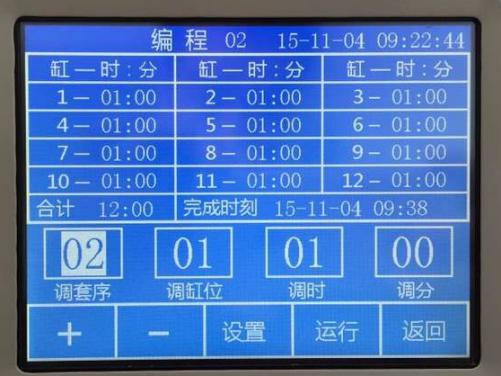 编 程 02 15-11-04 09:22:44
缸 — 时 : 分 缸 — 时 : 分 缸 — 时 : 分
1 — 01:00 2 — 01:00 3 — 01:00
4 — 01:00 5 — 01:00 6 — 01:00
7 — 01:00 8 — 01:00 9 — 01:00
10 — 01:00 11 — 01:00 12 — 01:00
合计 12:00 完成时刻 15-11-04 09:38
02 01 01 00
调套序 调缸位 调时 调分
+ — 设置 运行 返回